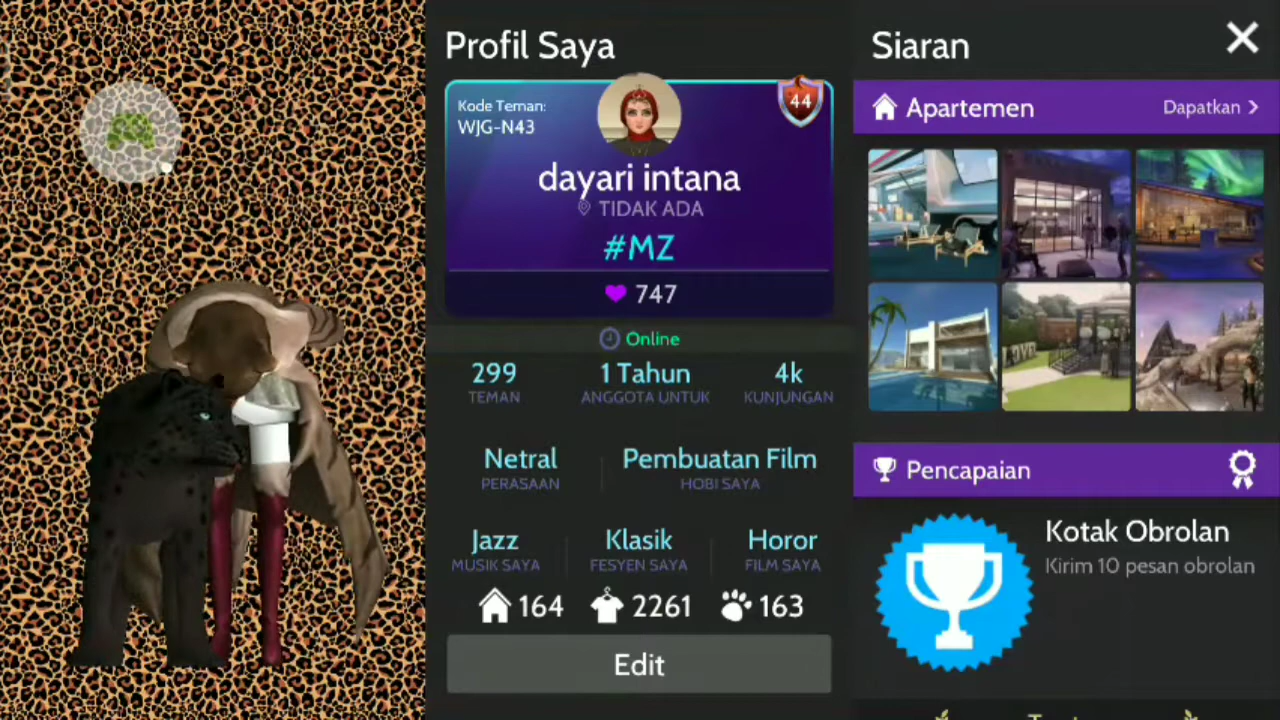 Profil Saya
Kode Teman:
WJG-N43
44
dayari intana
TIDAK ADA
#MZ
747
Online
299
TEMAN
1 Tahun
ANGGOTA UNTUK
4k
KUNJUNGAN
Netral
PERASAAN
Pembuatan Film
HOBI SAYA
Jazz
MUSIK SAYA
Klasik
FESYEN SAYA
Horor
FILM SAYA
164
2261
163
Edit
Siaran
Apartemen
Dapatkan
Pencapaian
Kotak Obrolan
Kirim 10 pesan obrolan